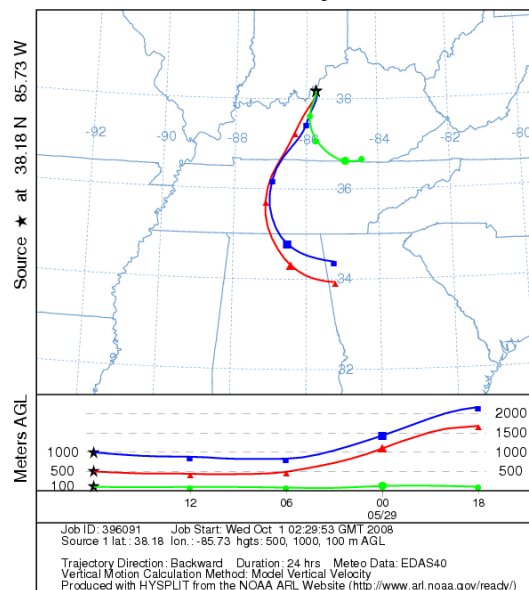 Source ★ at 38.18 N 85.73 W
-92
-90
-88
-86
-84
-82
-80
38
36
34
32
Meters AGL
2000
1500
1000
500
1000
500
100
12 06 00 18
05/29
Job ID: 396091 Job Start: Wed Oct 1 02:29:53 GMT 2008
Source 1 lat.: 38.18 lon.: -85.73 hgts: 500, 1000, 100 m AGL
Trajectory Direction: Backward Duration: 24 hrs Meteo Data: EDAS40
Vertical Motion Calculation Method: Model Vertical Velocity
Produced with HYSPLIT from the NOAA ARL Website (http://www.arl.noaa.gov/ready/)